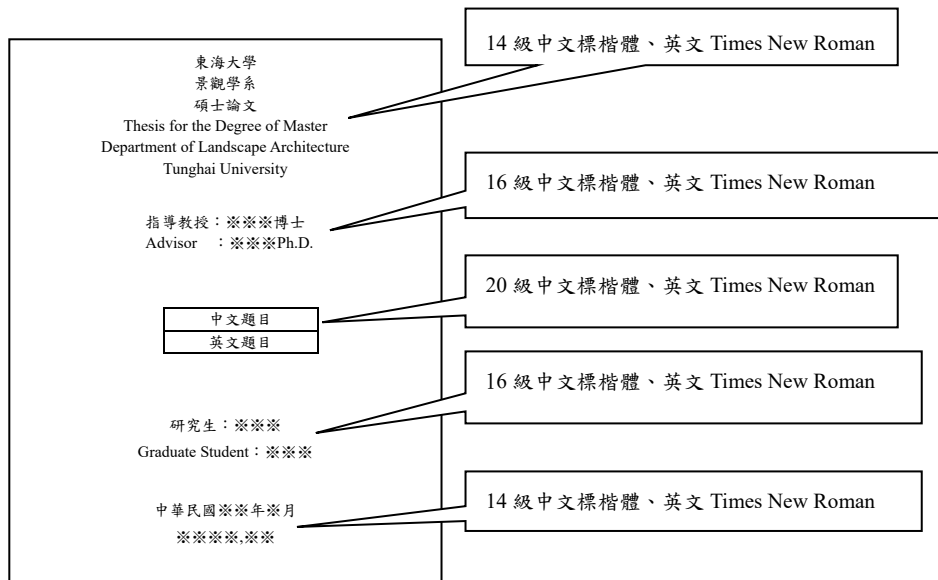 14 級中文標楷體、英文 Times New Roman
東海大學
景觀學系
碩士論文
Thesis for the Degree of Master
Department of Landscape Architecture
Tunghai University
16 級中文標楷體、英文 Times New Roman
指導教授：※※※博士
Advisor ：※※※Ph.D.
20 級中文標楷體、英文 Times New Roman
中文題目
英文題目
16 級中文標楷體、英文 Times New Roman
研究生：※※※
Graduate Student：※※※
14 級中文標楷體、英文 Times New Roman
中華民國※※年※月
※※※※,※※